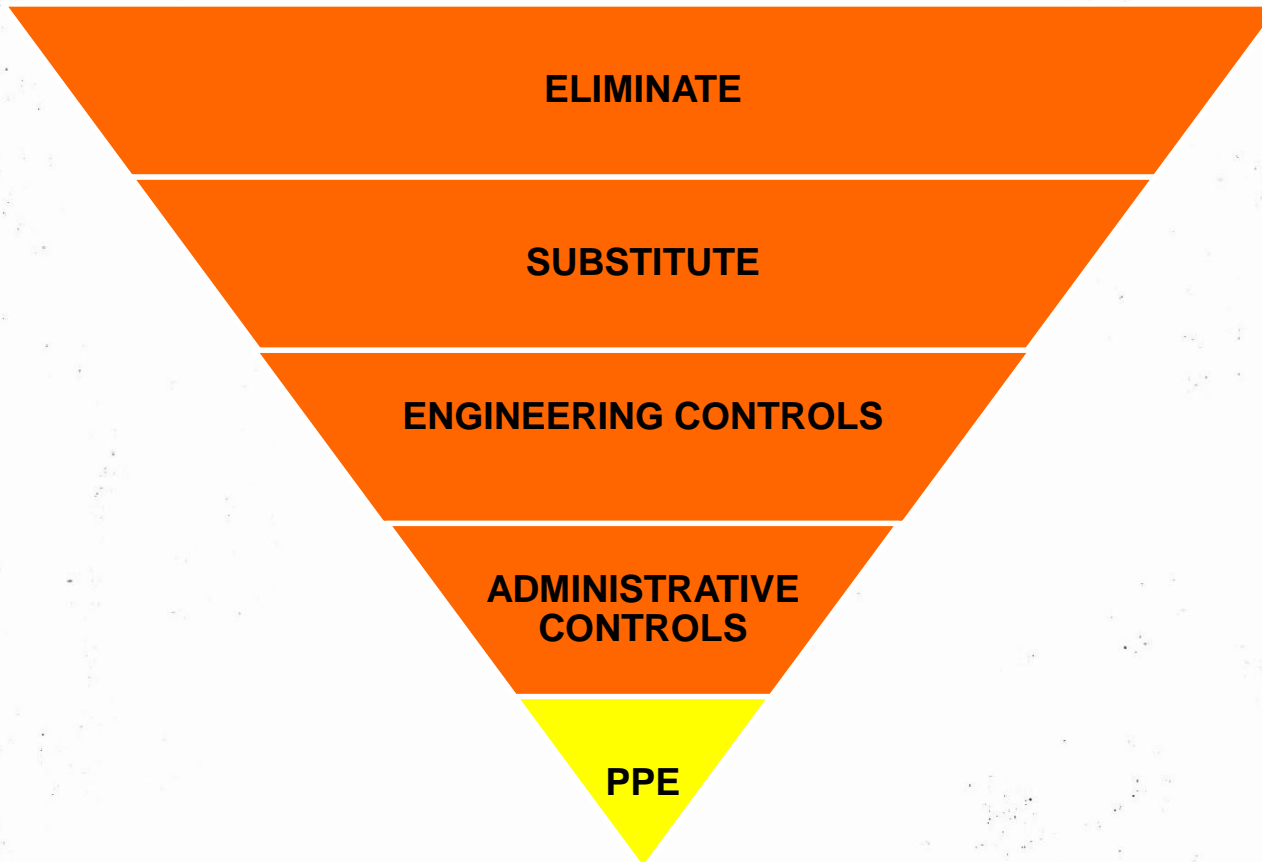 ELIMINATE
SUBSTITUTE
ENGINEERING CONTROLS
ADMINISTRATIVE
CONTROLS
PPE